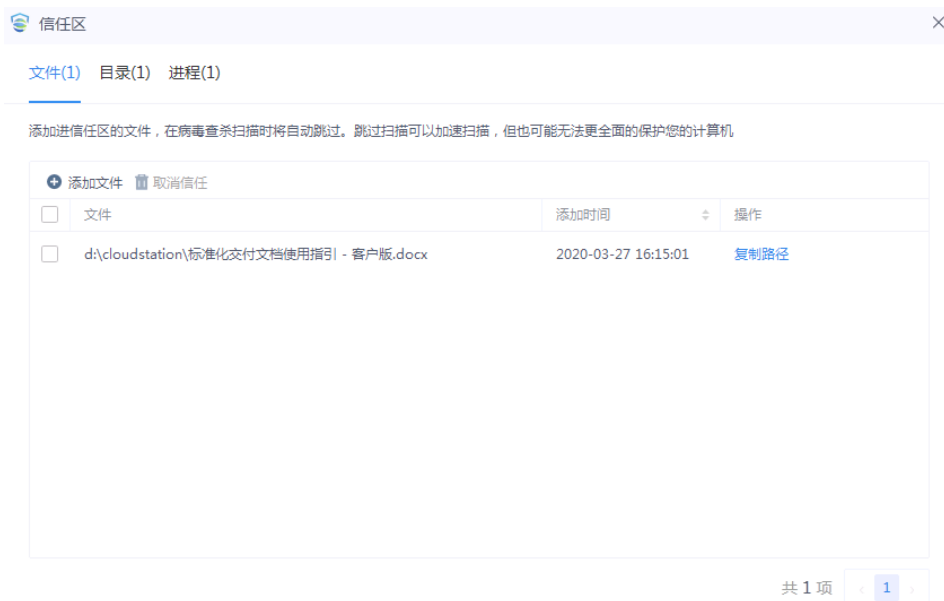 信任区
文件(1) 目录(1) 进程(1)
添加进信任区的文件，在病毒查杀扫描时将自动跳过。跳过扫描可以加速扫描，但也可能无法更全面的保护您的计算机
添加文件 取消信任
文件 添加时间 操作
d:\cloudstation\标准化交付文档使用指引 - 客户版.docx 2020-03-27 16:15:01 复制路径
共 1 项 1